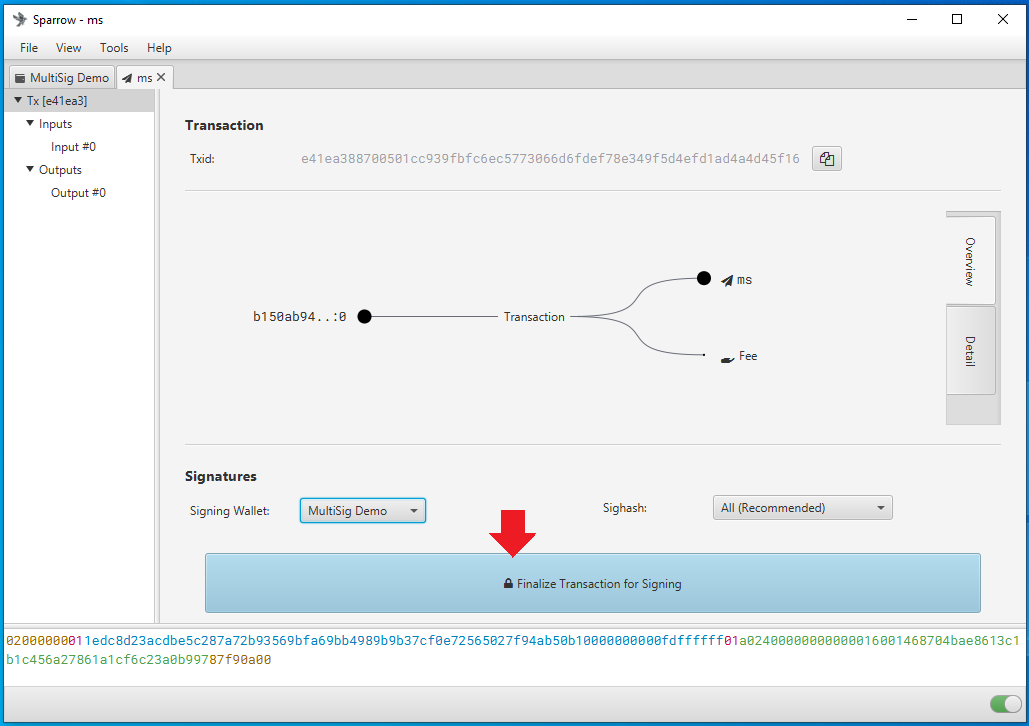 Sparrow - ms
File View Tools Help
MultiSig Demo ms
Tx [e41ea3]
Inputs
Input #0
Outputs
Output #0
Transaction
Txid: e41ea388700501cc939fbfc6ec5773066d6fdef78e349f5d4efd1ad4a4d45f16
Overview
Detail
b150ab94..:0
Transaction
ms
Fee
Signatures
Signing Wallet: MultiSig Demo Sighash: All (Recommended)
Finalize Transaction for Signing
02000000011edc8d23acdbe5c287a72b93569bfa69bb4989b9b37cf0e72565027f94ab50b10000000000fdffffff01a02400000000000016001468704bae8613c1
b1c456a27861a1cf6c23a0b99787f90a00